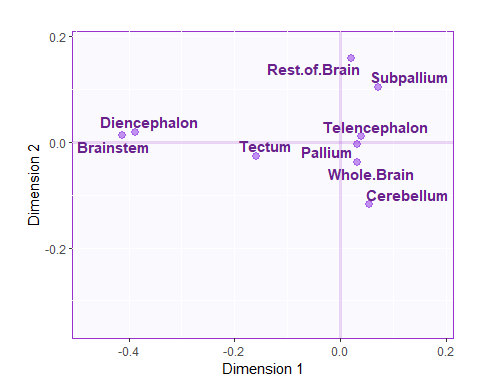 0.2
Rest.of.Brain
Subpallium
Diencephalon
Telencephalon
0.0
Brainstem
Tectum
Pallium
Whole.Brain
Cerebellum
-0.2
Dimension 2
-0.4
-0.2
0.0
0.2
Dimension 1